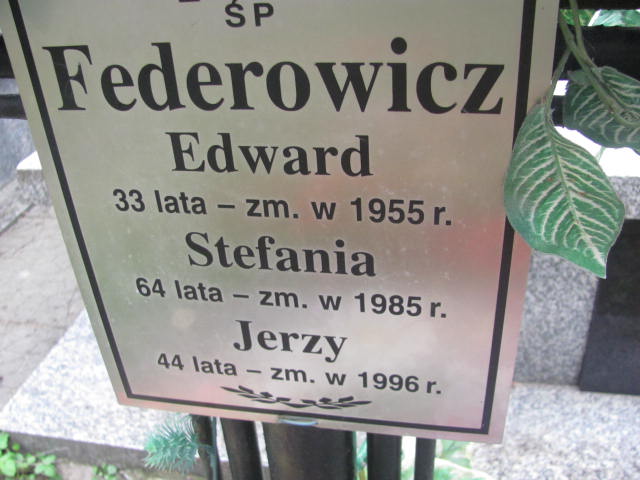 ŚP
Federowicz
Edward
33 lata – zm. w 1955 r.
Stefania
64 lata – zm. w 1985 r.
Jerzy
44 lata – zm. w 1996 r.